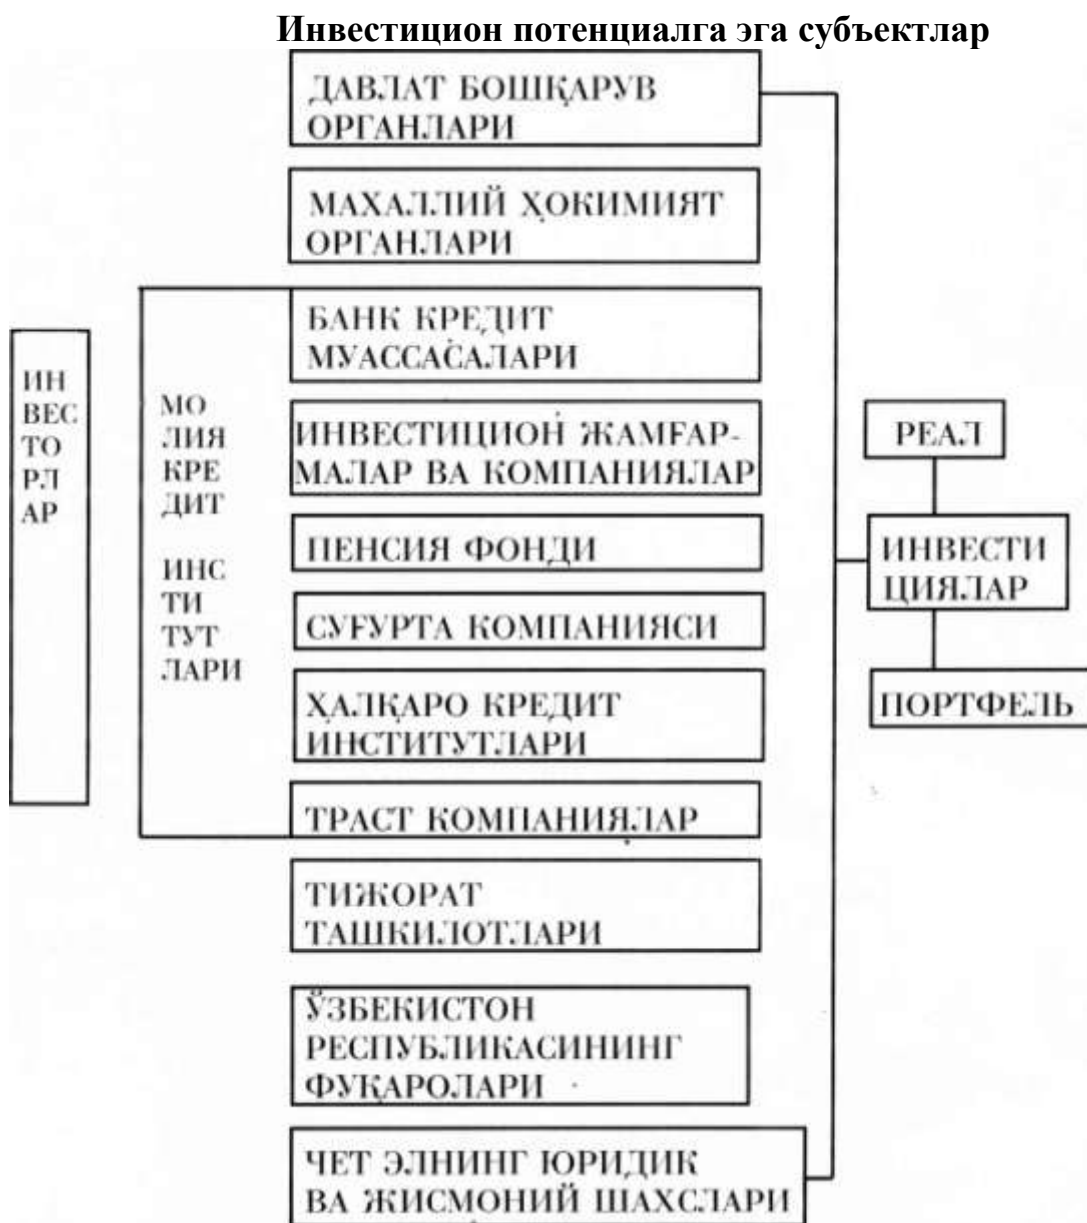 Инвестицион потенциалга эга субъектлар
ДАВЛАТ БОШҚАРУВ
ОРГАНЛАРИ
МАХАЛЛИЙ ҲОКИМИЯТ
ОРГАНЛАРИ
БАНК КРЕДИТ
МУАССАСАЛАРИ
ИН
ВЕС
ТО
РЛ
АР
МО
ЛИЯ
КРЕ
ДИТ
ИНС
ТИ
ТУТ
ЛАРИ
ИНВЕСТИЦИОН ЖАМҒАР-
МАЛАР ВА КОМПАНИЯЛАР
ПЕНСИЯ ФОНДИ
СУҒУРТА КОМПАНИЯСИ
ҲАЛҚАРО КРЕДИТ
ИНСТИТУТЛАРИ
ТРАСТ КОМПАНИЯЛАР
ТИЖОРАТ
ТАШКИЛОТЛАРИ
ЎЗБЕКИСТОН
РЕСПУБЛИКАСИНИНГ
ФУҚАРОЛАРИ
ЧЕТ ЭЛНИНГ ЮРИДИК
ВА ЖИСМОНИЙ ШАХСЛАРИ
РЕАЛ
ИНВЕСТИ
ЦИЯЛАР
ПОРТФЕЛЬ